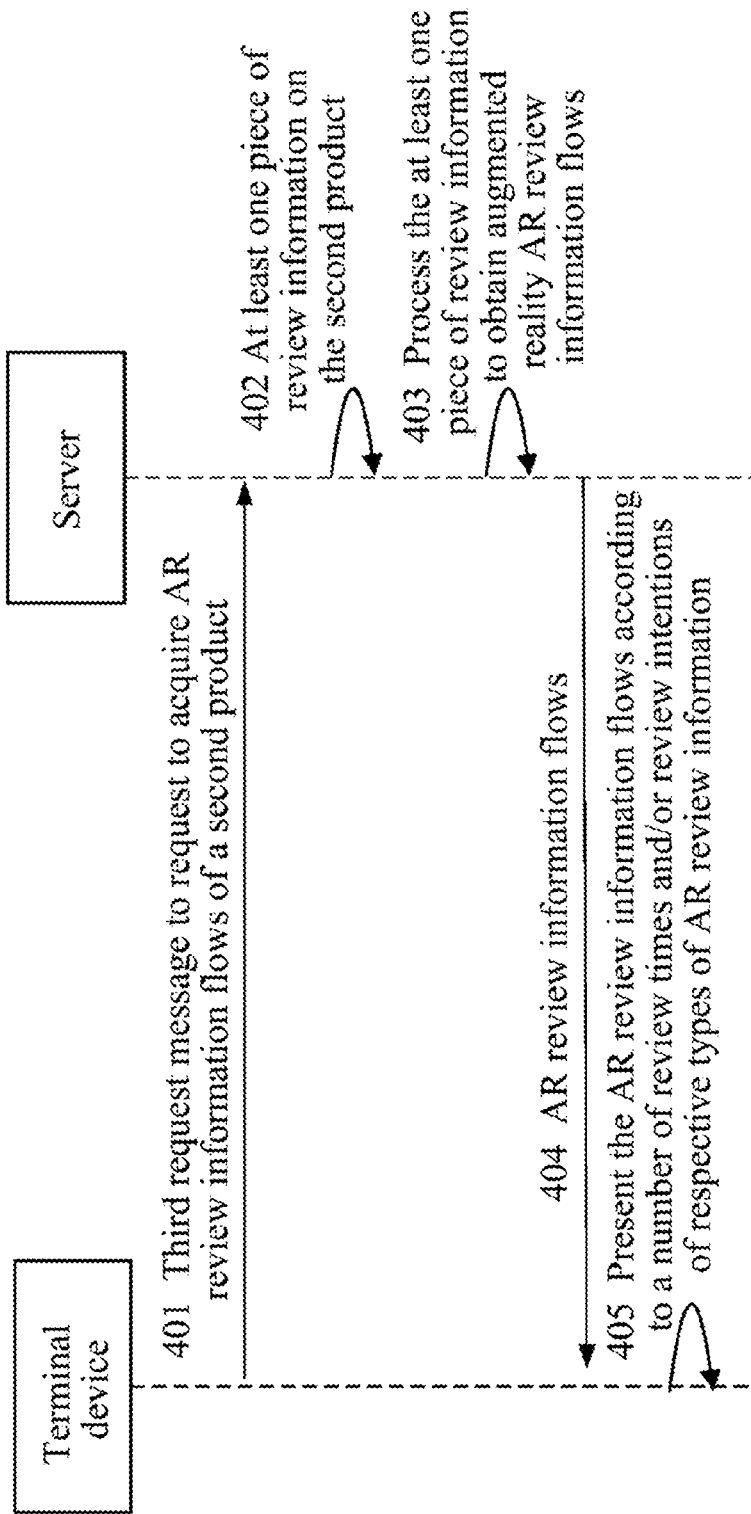 Terminal
device
Server
401 Third request message to request to acquire AR
review information flows of a second product
402 At least one piece of
review information on
the second product
403 Process the at least one
piece of review information
to obtain augmented
reality AR review
information flows
404 AR review information flows
405 Present the AR review information flows according
to a number of review times and/or review intentions
of respective types of AR review information